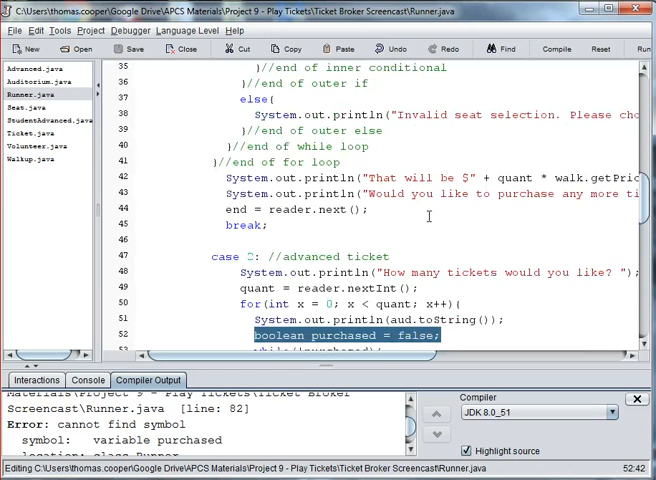 C:\Users\thomas.cooper\Google Drive\APCS Materials\Project 9 - Play Tickets\Ticket Broker Screencast\Runner.java
File Edit Tools Project Debugger Language Level Help
New Open Save Close Cut Copy Paste Undo Redo Find Compile Reset Run
Advanced.java
Auditorium.java
Runner.java
Seat.java
StudentAdvanced.java
Ticket.java
Volunteer.java
Walkup.java
35 }//end of inner conditional
36 }//end of outer if
37 else{
38 System.out.println("Invalid seat selection. Please cho
39 }//end of outer else
40 }//end of while loop
41 }//end of for loop
42 System.out.println("That will be $" + quant * walk.getPric
43 System.out.println("Would you like to purchase any more ti
44 end = reader.next();
45 break;
46
47 case 2: //advanced ticket
48 System.out.println("How many tickets would you like? ");
49 quant = reader.nextInt();
50 for(int x = 0; x < quant; x++){
51 System.out.println(aud.toString());
52 boolean purchased = false;
53 while(!purchased){
Interactions Console Compiler Output
Materials\Project 9 - Play Tickets\Ticket Broker
Screencast\Runner.java [line: 82]
Error: cannot find symbol
symbol: variable purchased
location: class Runner
Compiler
JDK 8.0_51
Highlight source
Editing C:\Users\thomas.cooper\Google Drive\APCS Materials\Project 9 - Play Tickets\Ticket Broker Screencast\Runner.java
52:42